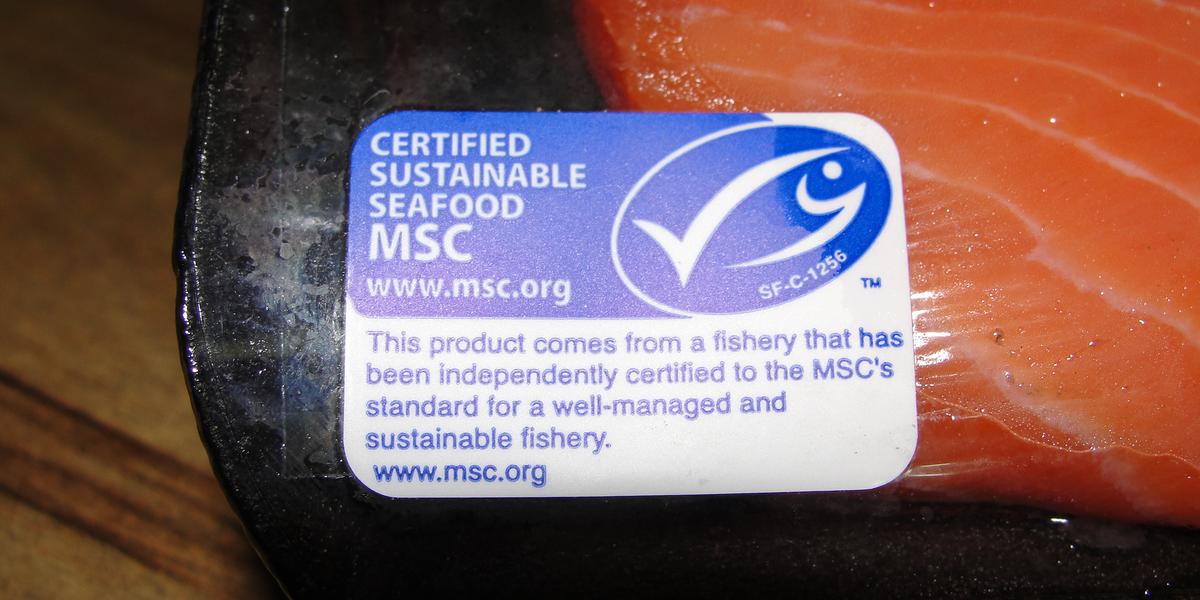 CERTIFIED
SUSTAINABLE
SEAFOOD
MSC
www.msc.org
SF-C-1256
TM
This product comes from a fishery that has
been independently certified to the MSC's
standard for a well-managed and
sustainable fishery.
www.msc.org